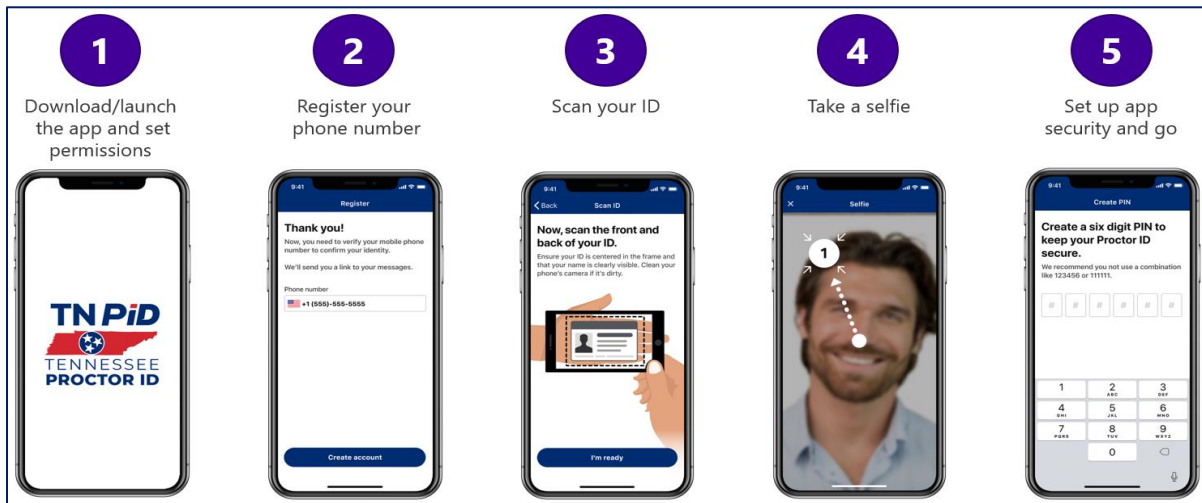 1
Download/launch
the app and set
permissions
2
Register your
phone number
3
Scan your ID
4
Take a selfie
5
Set up app
security and go
TN PiD
TENNESSEE
PROCTOR ID
9:41
Register
Thank you!
Now, you need to verify your mobile phone
number to confirm your identity.
We'll send you a link to your messages.
Phone number
+1 (555)-555-5555
Create account
9:41
Back
Scan ID
Now, scan the front and
back of your ID.
Ensure your ID is centered in the frame and
that your name is clearly visible. Clean your
phone's camera if it's dirty.
I'm ready
9:41
Selfie
1
9:41
Create PIN
Create a six digit PIN to
keep your Proctor ID
secure.
We recommend you not use a combination
like 123456 or 111111.
# # # # # #
1 2 3
ABC DEF
4 5 6
GHI JKL MNO
7 8 9
PQRS TUV WXYZ
0